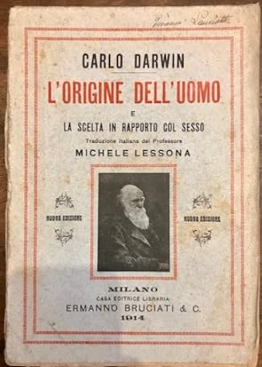 CARLO DARWIN
L'ORIGINE DELL'UOMO
E
LA SCELTA IN RAPPORTO COL SESSO
Traduzione italiana del Professore
MICHELE LESSONA
NUOVA EDIZIONE
NUOVA EDIZIONE
MILANO
CASA EDITRICE LIBRARIA
ERMANNO BRUCIATI & C.
1914